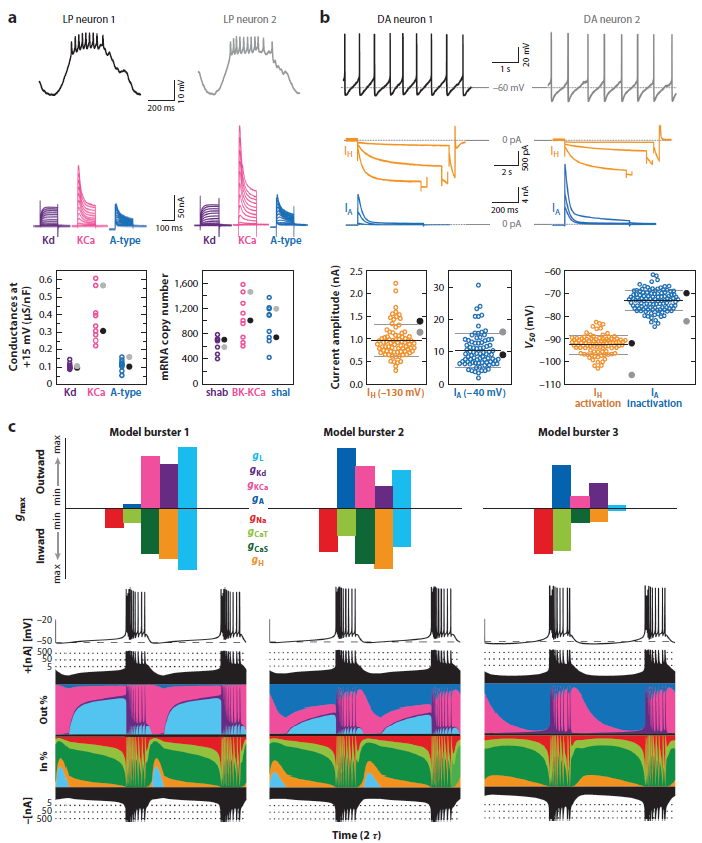 a
LP neuron 1
LP neuron 2
10 mV
200 ms
Kd
KCa
A-type
50 nA
100 ms
Kd
KCa
A-type
Conductances at
+15 mV (µS/nF)
0.6
0.5
0.4
0.3
0.2
0.1
0
Kd
KCa
A-type
mRNA copy number
1,600
1,200
800
400
0
shab
BK-KCa
shal
b
DA neuron 1
DA neuron 2
20 mV
1 s
–60 mV
0 pA
IH
500 pA
2 s
IH
4 nA
IA
200 ms
IA
0 pA
Current amplitude (nA)
2.5
2.0
1.5
1.0
0.5
0.0
IH (–130 mV)
30
20
10
0
IA (–40 mV)
V50 (mV)
–60
–70
–80
–90
–100
–110
IH
activation
IA
inactivation
c
Model burster 1
Model burster 2
Model burster 3
gmax
Outward
max
min
Inward
min
max
gL
gKd
gKCa
gA
gNa
gCaT
gCaS
gH
[mV]
–20
–50
+[nA]
500
50
5
Out %
In %
–[nA]
5
50
500
Time (2 τ)